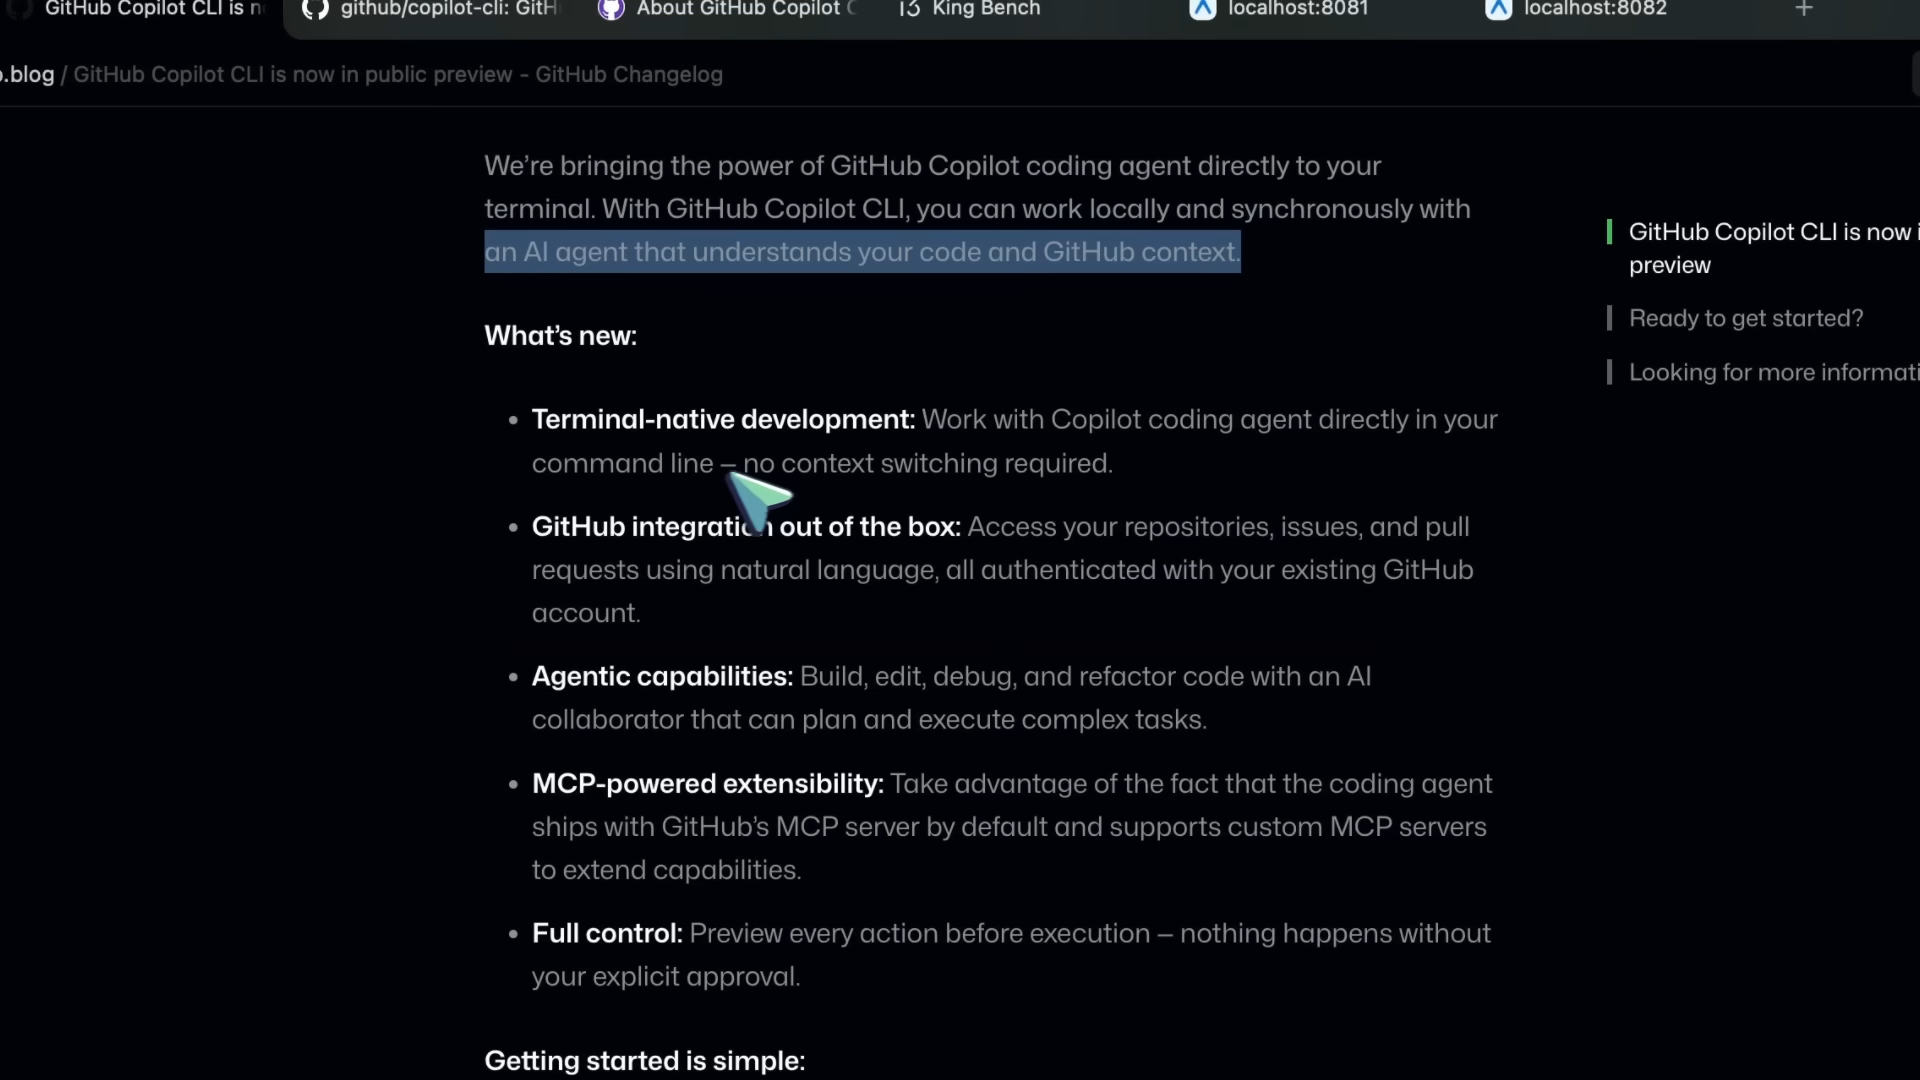 GitHub Copilot CLI is n
github/copilot-cli: GitH
About GitHub Copilot C
King Bench
localhost:8081
localhost:8082
.blog / GitHub Copilot CLI is now in public preview - GitHub Changelog
We’re bringing the power of GitHub Copilot coding agent directly to your
terminal. With GitHub Copilot CLI, you can work locally and synchronously with
an AI agent that understands your code and GitHub context.
What’s new:
• Terminal-native development: Work with Copilot coding agent directly in your
command line – no context switching required.
• GitHub integration out of the box: Access your repositories, issues, and pull
requests using natural language, all authenticated with your existing GitHub
account.
• Agentic capabilities: Build, edit, debug, and refactor code with an AI
collaborator that can plan and execute complex tasks.
• MCP-powered extensibility: Take advantage of the fact that the coding agent
ships with GitHub’s MCP server by default and supports custom MCP servers
to extend capabilities.
• Full control: Preview every action before execution – nothing happens without
your explicit approval.
Getting started is simple:
GitHub Copilot CLI is now i
preview
Ready to get started?
Looking for more informati